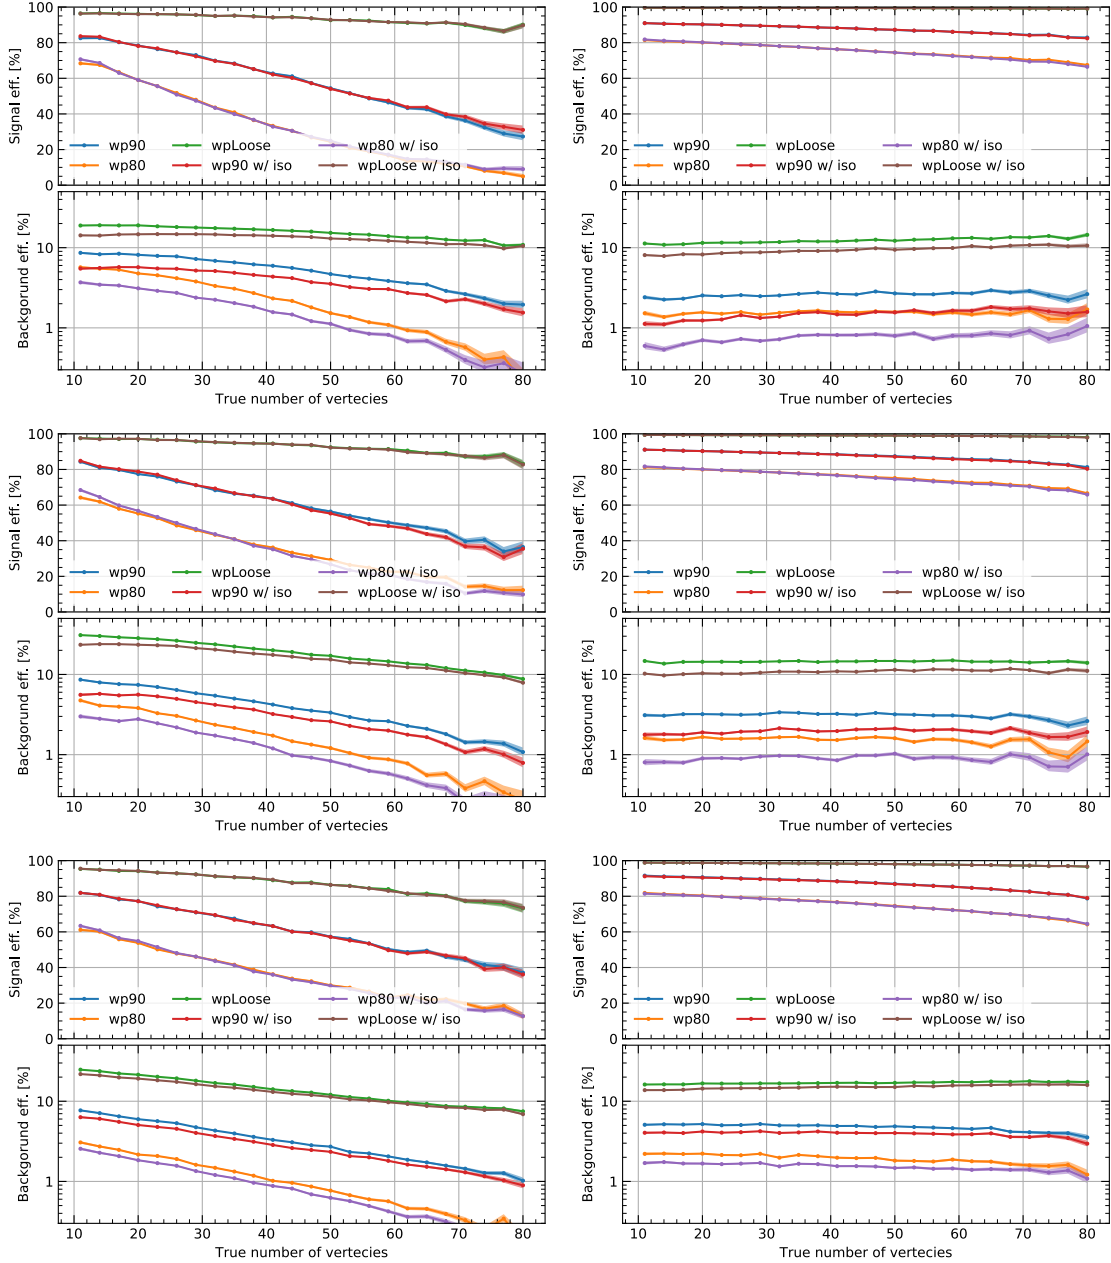 100
80
60
40
20
0
Signal eff. [%]
wp90 wpLoose wp80 w/ iso
wp80 wp90 w/ iso wpLoose w/ iso
10
1
Backgorund eff. [%]
10 20 30 40 50 60 70 80
True number of vertecies
100
80
60
40
20
0
Signal eff. [%]
wp90 wpLoose wp80 w/ iso
wp80 wp90 w/ iso wpLoose w/ iso
10
1
Backgorund eff. [%]
10 20 30 40 50 60 70 80
True number of vertecies
100
80
60
40
20
0
Signal eff. [%]
wp90 wpLoose wp80 w/ iso
wp80 wp90 w/ iso wpLoose w/ iso
10
1
Backgorund eff. [%]
10 20 30 40 50 60 70 80
True number of vertecies
100
80
60
40
20
0
Signal eff. [%]
wp90 wpLoose wp80 w/ iso
wp80 wp90 w/ iso wpLoose w/ iso
10
1
Backgorund eff. [%]
10 20 30 40 50 60 70 80
True number of vertecies
100
80
60
40
20
0
Signal eff. [%]
wp90 wpLoose wp80 w/ iso
wp80 wp90 w/ iso wpLoose w/ iso
10
1
Backgorund eff. [%]
10 20 30 40 50 60 70 80
True number of vertecies
100
80
60
40
20
0
Signal eff. [%]
wp90 wpLoose wp80 w/ iso
wp80 wp90 w/ iso wpLoose w/ iso
10
1
Backgorund eff. [%]
10 20 30 40 50 60 70 80
True number of vertecies